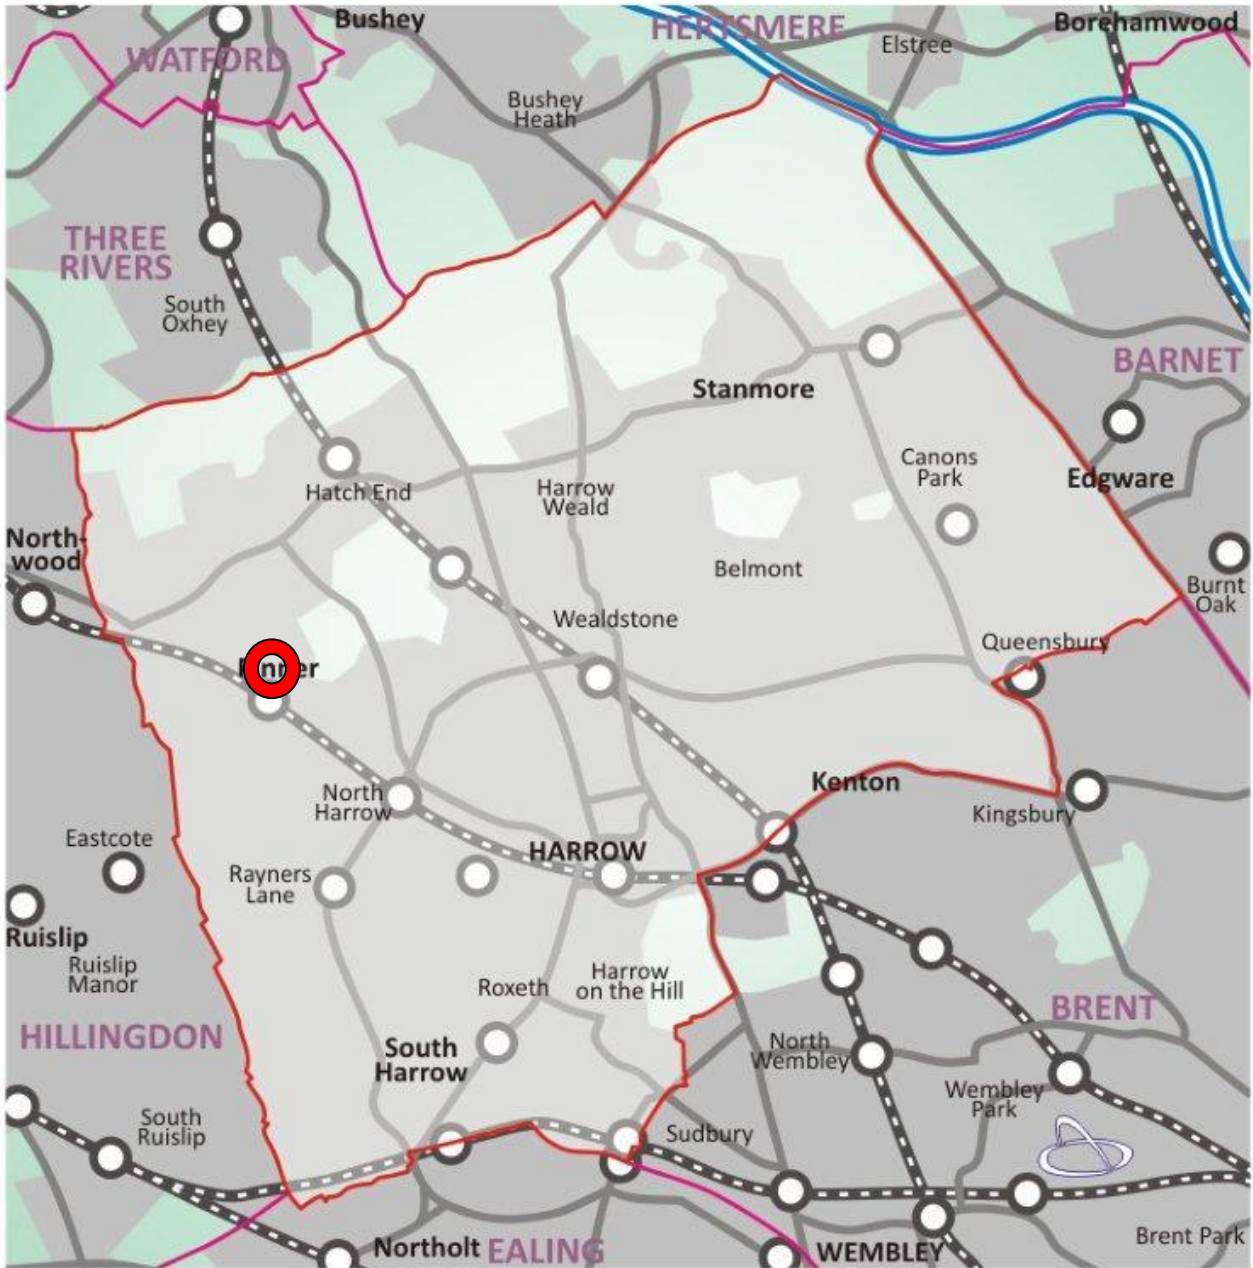 Bushey
HERTSMERE
Borehamwood
WATFORD
Elstree
Bushey
Heath
THREE
RIVERS
South
Oxhey
BARNET
Stanmore
Canons
Park
Edgware
Hatch End
Harrow
Weald
North-
wood
Belmont
Burnt
Oak
Wealdstone
Queensbury
Kenton
North
Harrow
Kingsbury
Eastcote
HARROW
Rayners
Lane
Ruislip
Ruislip
Manor
Roxeth
Harrow
on the Hill
BRENT
HILLINGDON
South
Harrow
North
Wembley
Wembley
Park
South
Ruislip
Sudbury
Northolt
EALING
WEMBLEY
Brent Park